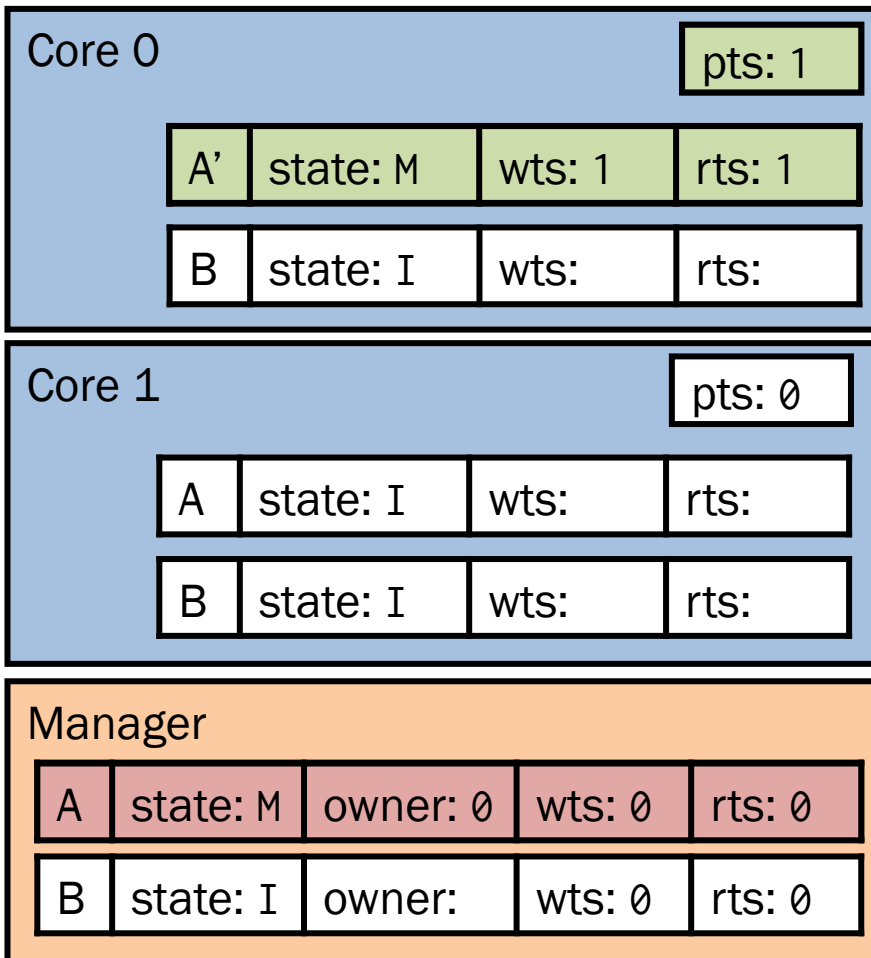 Core 0
pts: 1
A’ state: M wts: 1 rts: 1
B state: I wts: rts:
Core 1
pts: 0
A state: I wts: rts:
B state: I wts: rts:
Manager
A state: M owner: 0 wts: 0 rts: 0
B state: I owner: wts: 0 rts: 0